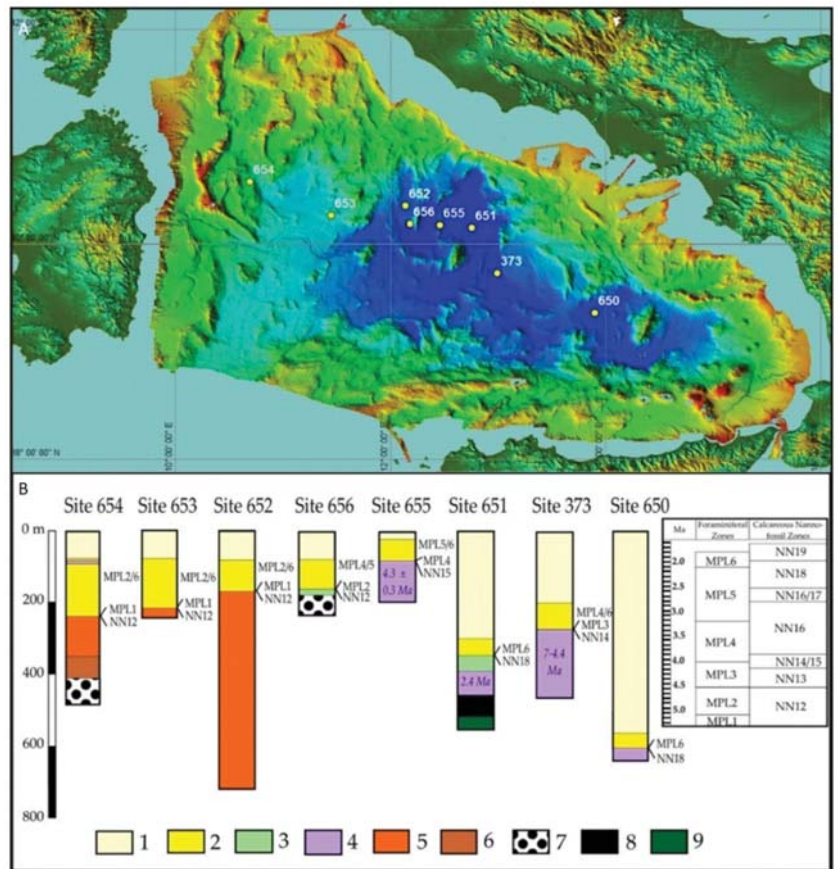 A
654
653
652
656
655
651
373
650
10° 00' 00" E
12° 00' 00"
B
Site 654 Site 653 Site 652 Site 656 Site 655 Site 651 Site 373 Site 650
0 m
200
400
600
800
MPL2/6
MPL1
NN12
MPL2/6
MPL1
NN12
MPL2/6
MPL1
NN12
MPL4/5
MPL2
NN12
MPL5/6
MPL4
NN15
4.3 ±
0.3 Ma
MPL6
NN18
2.4 Ma
MPL4/6
MPL3
NN14
7-4.4
Ma
MPL6
NN18
Ma
Foraminiferal
Zones
Calcareous Nanno-
fossil Zones
2.0
2.5
3.0
3.5
4.0
4.5
5.0
MPL6
MPL5
MPL4
MPL3
MPL2
MPL1
NN19
NN18
NN16/17
NN16
NN14/15
NN13
NN12
1 2 3 4 5 6 7 8 9